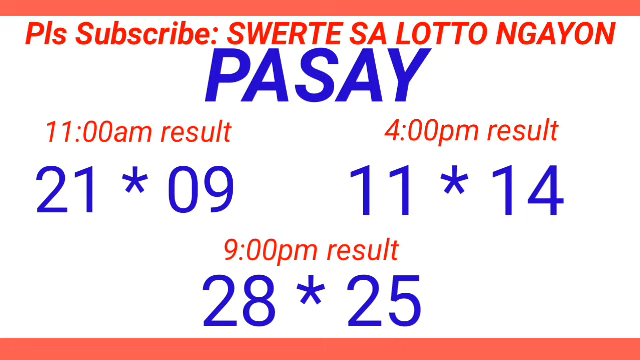 Pls Subscribe: SWERTE SA LOTTO NGAYON
PASAY
11:00am result
21 * 09
4:00pm result
11 * 14
9:00pm result
28 * 25